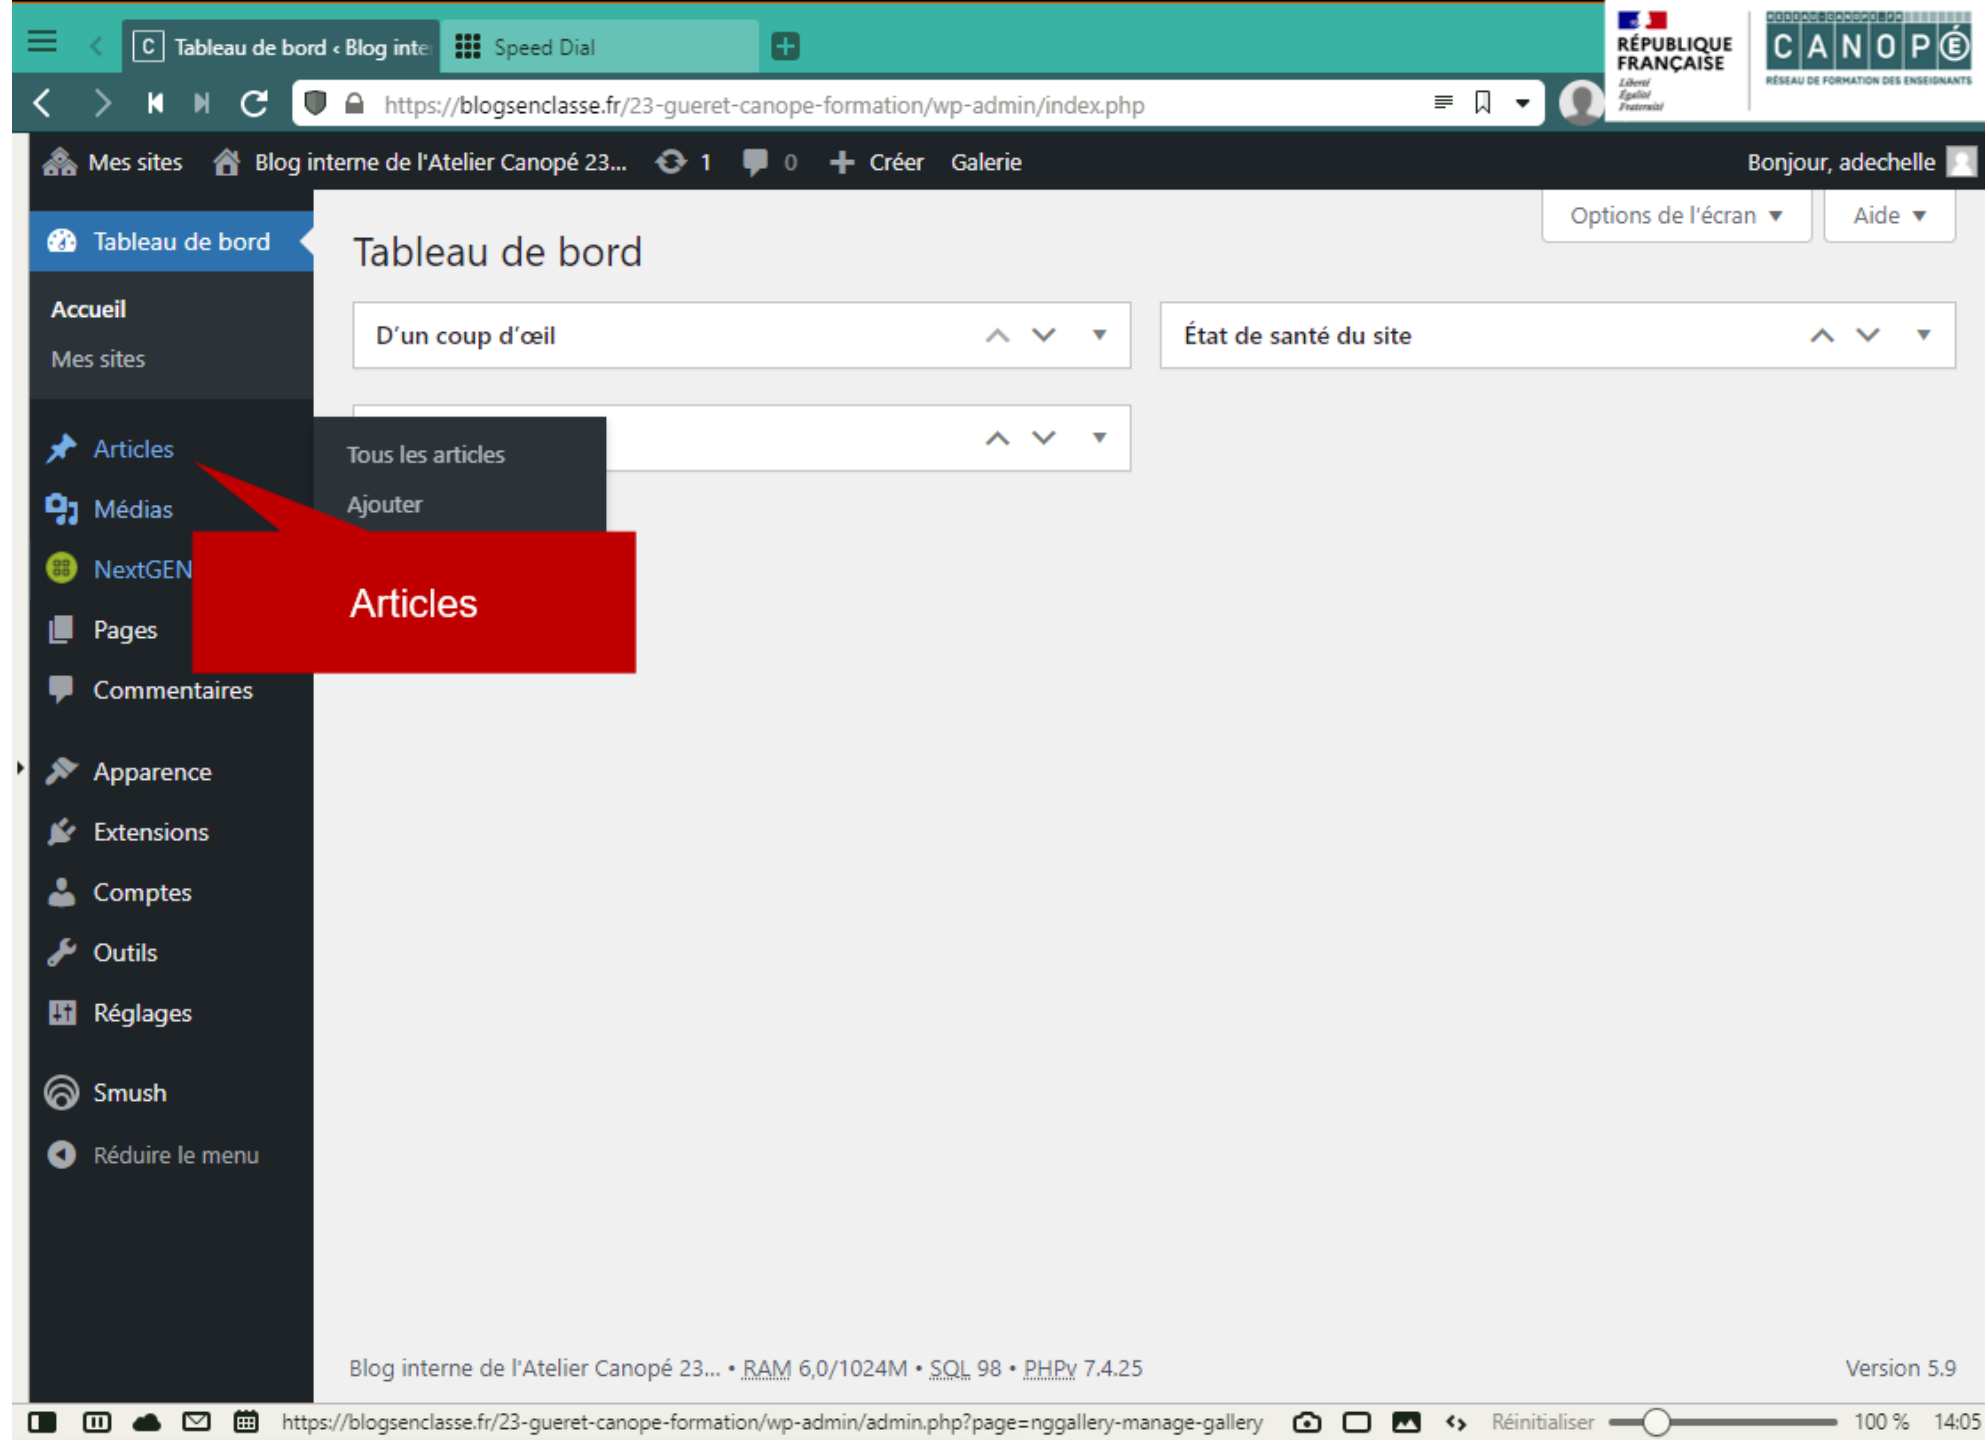 C Tableau de bord ‹ Blog inte
Speed Dial
RÉPUBLIQUE
FRANÇAISE
Liberté
Égalité
Fraternité
CANOPÉ
RÉSEAU DE FORMATION DES ENSEIGNANTS
https://blogsenclasse.fr/23-gueret-canope-formation/wp-admin/index.php
Mes sites
Blog interne de l'Atelier Canopé 23...
1
0
Créer
Galerie
Bonjour, adechelle
Options de l'écran
Aide
Tableau de bord
Tableau de bord
Accueil
Mes sites
D'un coup d'œil
État de santé du site
Articles
Tous les articles
Médias
Ajouter
NextGEN
Articles
Pages
Commentaires
Apparence
Extensions
Comptes
Outils
Réglages
Smush
Réduire le menu
Blog interne de l'Atelier Canopé 23... • RAM 6,0/1024M • SQL 98 • PHPv 7.4.25
Version 5.9
https://blogsenclasse.fr/23-gueret-canope-formation/wp-admin/admin.php?page=nggallery-manage-gallery
Réinitialiser
100 %
14:05